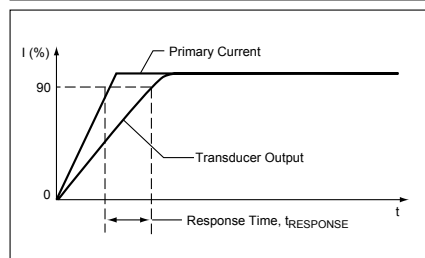 I (%)
Primary Current
90
Transducer Output
0
t
Response Time, tRESPONSE